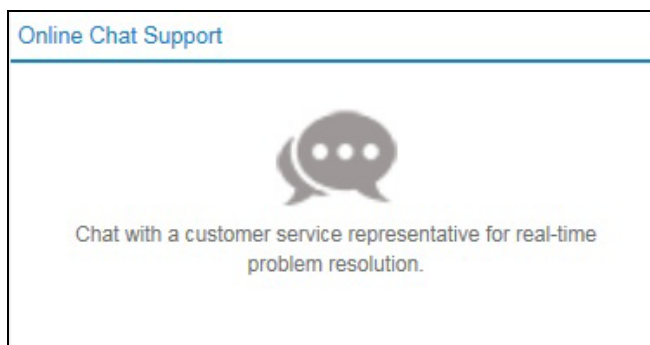 Online Chat Support
Chat with a customer service representative for real-time
problem resolution.